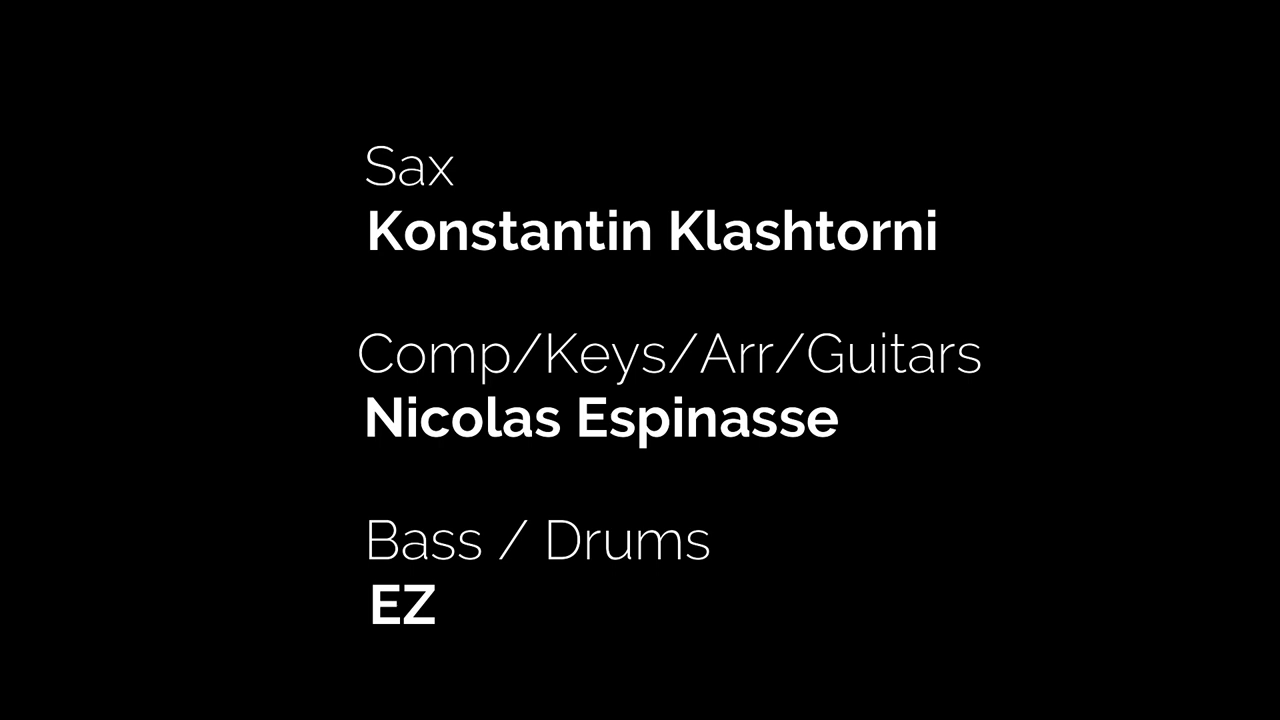 Sax
Konstantin Klashtorni
Comp/Keys/Arr/Guitars
Nicolas Espinasse
Bass / Drums
EZ